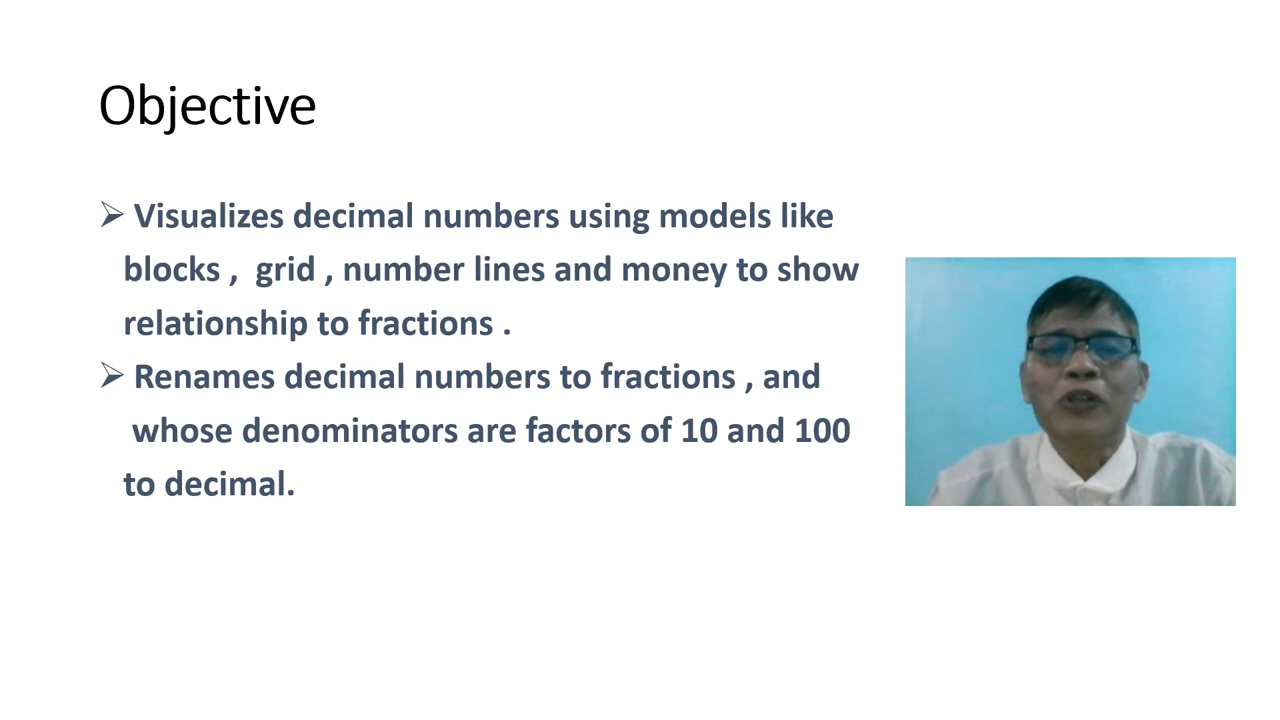 Objective
➢ Visualizes decimal numbers using models like
blocks ,  grid , number lines and money to show
relationship to fractions .
➢ Renames decimal numbers to fractions , and
whose denominators are factors of 10 and 100
to decimal.